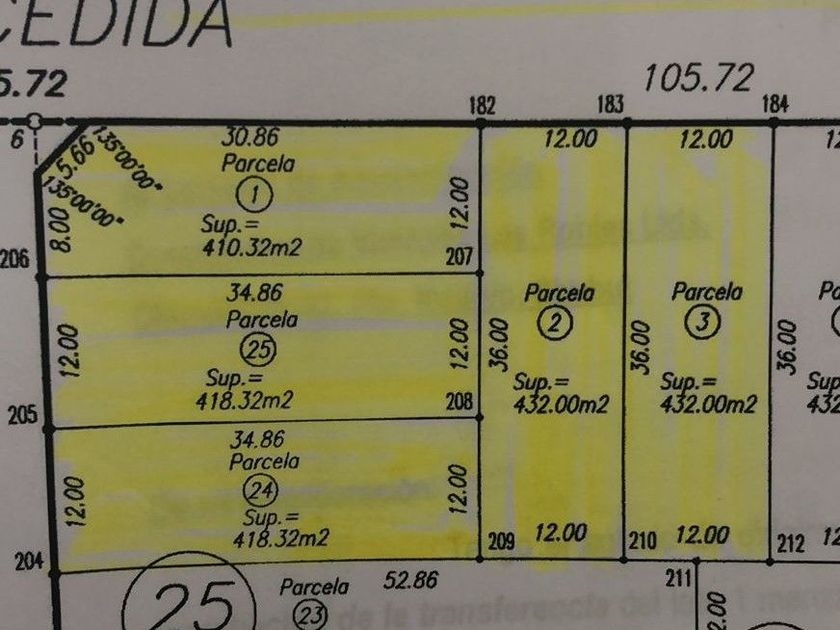 CEDIDA
5.72
105.72
182
183
184
6
5.66
135°00'00"
135°00'00"
30.86
Parcela
1
Sup.=
410.32m2
8.00
12.00
12.00
12.00
206
207
34.86
Parcela
25
Sup.=
418.32m2
12.00
12.00
Parcela
2
Sup.=
432.00m2
36.00
Parcela
3
Sup.=
432.00m2
36.00
36.00
205
208
34.86
Parcela
24
Sup.=
418.32m2
12.00
12.00
209
12.00
210
12.00
212
204
25
Parcela
23
52.86
211